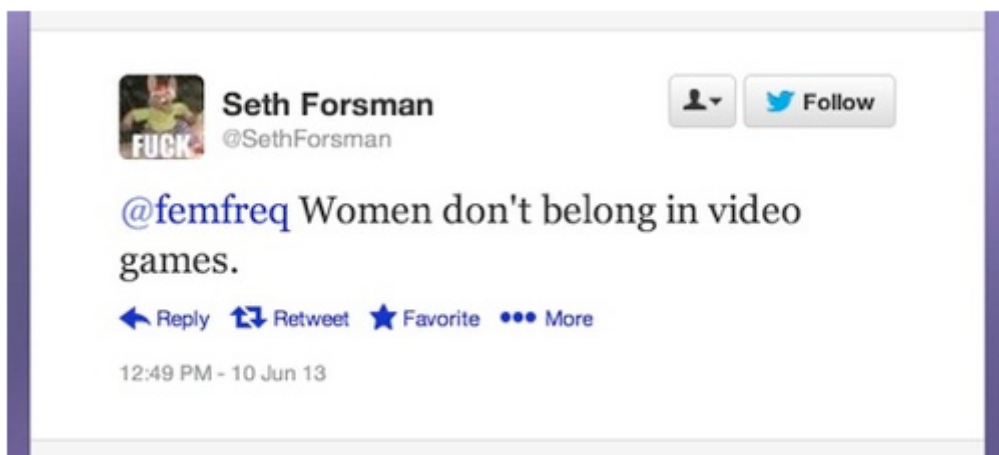 FUCK
Seth Forsman
Follow
@SethForsman
@femfreq Women don't belong in video
games.
Reply Retweet Favorite More
12:49 PM - 10 Jun 13